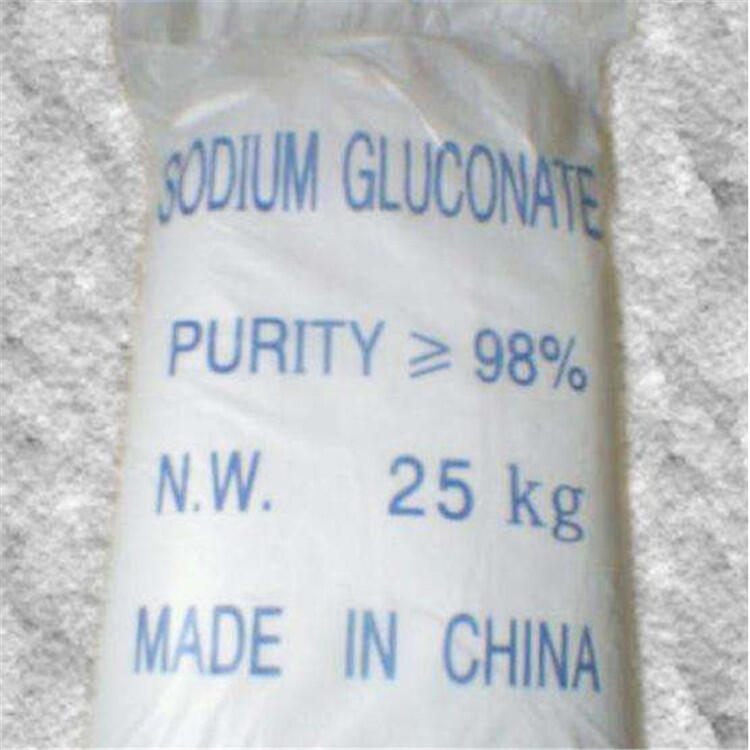 SODIUM GLUCONATE
PURITY ⩾ 98%
N.W. 25 kg
MADE IN CHINA